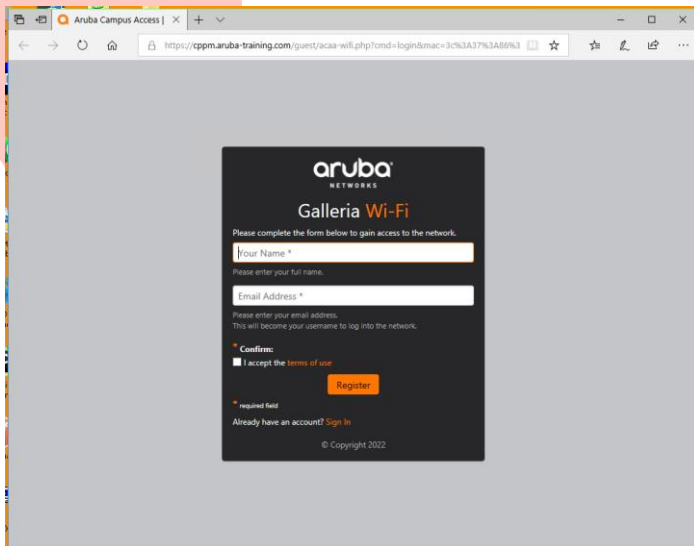 Aruba Campus Access |
https://cppm.aruba-training.com/guest/acaa-wifi.php?cmd=login&mac=3c%3A37%3A86%3
aruba
NETWORKS
Galleria Wi-Fi
Please complete the form below to gain access to the network.
Your Name *
Please enter your full name.
Email Address *
Please enter your email address.
This will become your username to log into the network.
* Confirm:
I accept the terms of use
Register
* required field
Already have an account? Sign In
© Copyright 2022